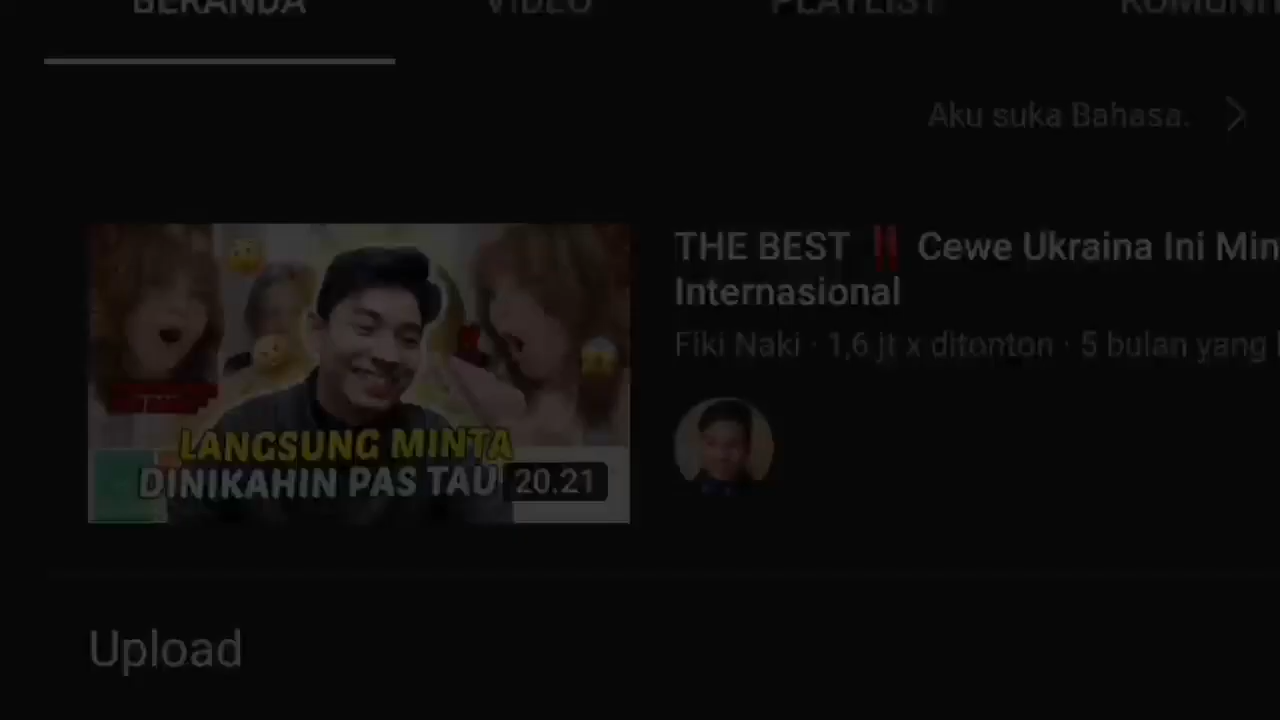 BERANDA VIDEO PLAYLIST KOMUNI
Aku suka Bahasa.
THE BEST ‼️ Cewe Ukraina Ini Min
Internasional
Fiki Naki · 1,6 jt x ditonton · 5 bulan yang
LANGSUNG MINTA
DINIKAHIN PAS TAU
20.21
Upload